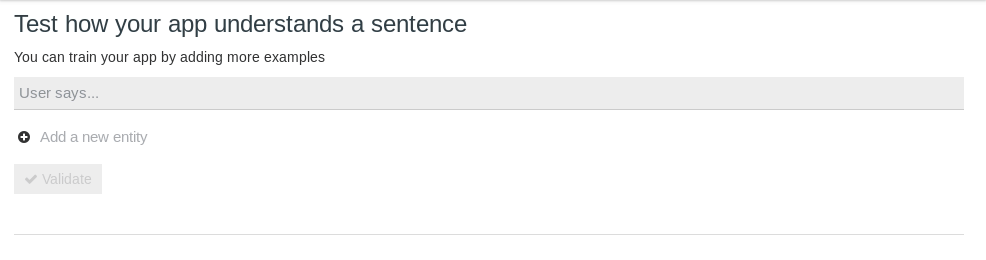 Test how your app understands a sentence
You can train your app by adding more examples
User says...
Add a new entity
Validate